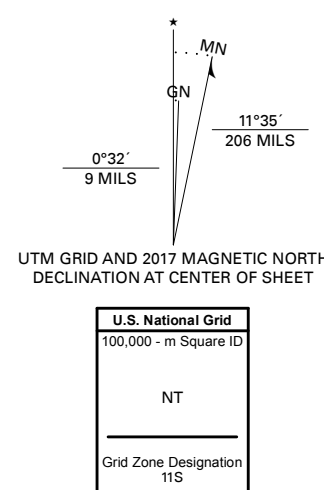 ★
MN
GN
11°35´
206 MILS
0°32´
9 MILS
UTM GRID AND 2017 MAGNETIC NORTH
DECLINATION AT CENTER OF SHEET
U.S. National Grid
100,000 - m Square ID
NT
Grid Zone Designation
11S